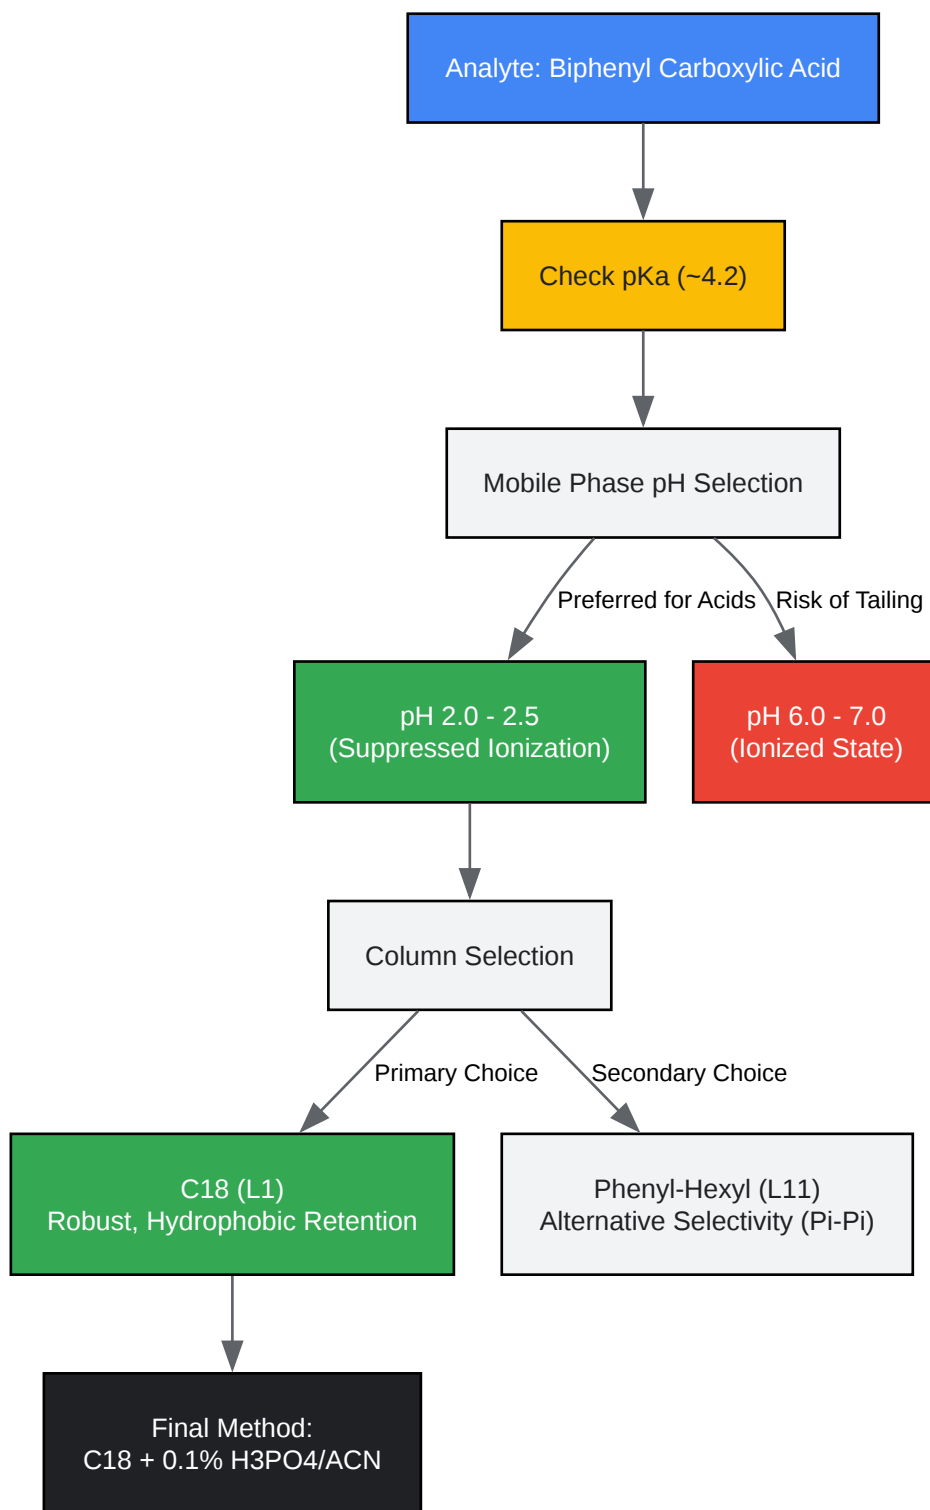 Analyte: Biphenyl Carboxylic Acid
Check pKa (~4.2)
Mobile Phase pH Selection
Preferred for Acids
Risk of Tailing
pH 2.0 - 2.5
(Suppressed Ionization)
pH 6.0 - 7.0
(Ionized State)
Column Selection
Primary Choice
Secondary Choice
C18 (L1)
Robust, Hydrophobic Retention
Phenyl-Hexyl (L11)
Alternative Selectivity (Pi-Pi)
Final Method:
C18 + 0.1% H3PO4/ACN